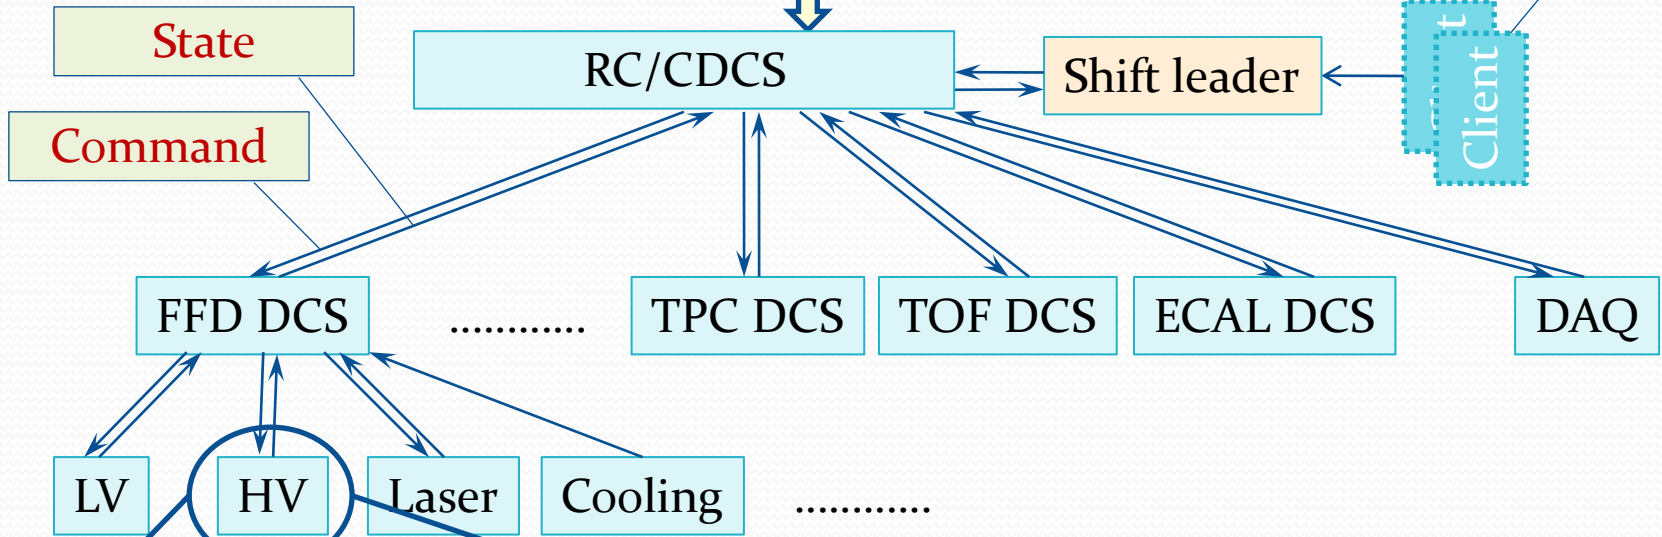 State
RC/CDCS
Shift leader
Client
Command
FFD DCS
............
TPC DCS
TOF DCS
ECAL DCS
DAQ
LV
HV
Laser
Cooling
............